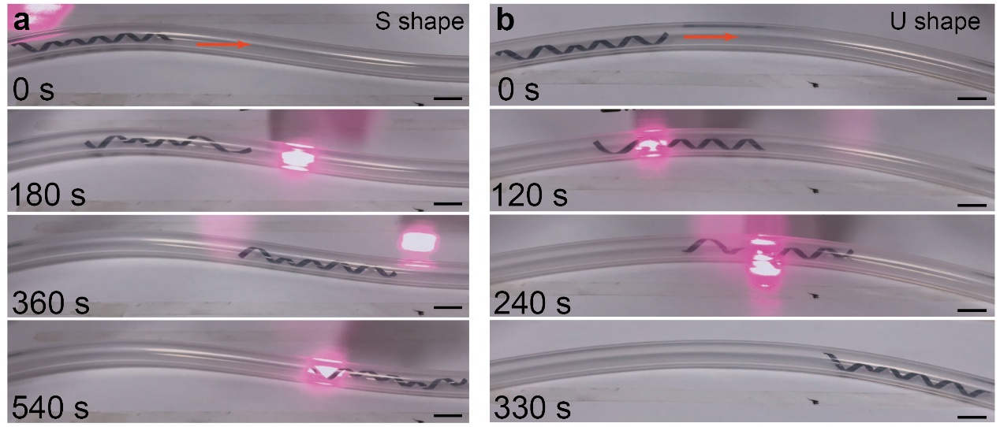 a
S shape
0 s
180 s
360 s
540 s
b
U shape
0 s
120 s
240 s
330 s